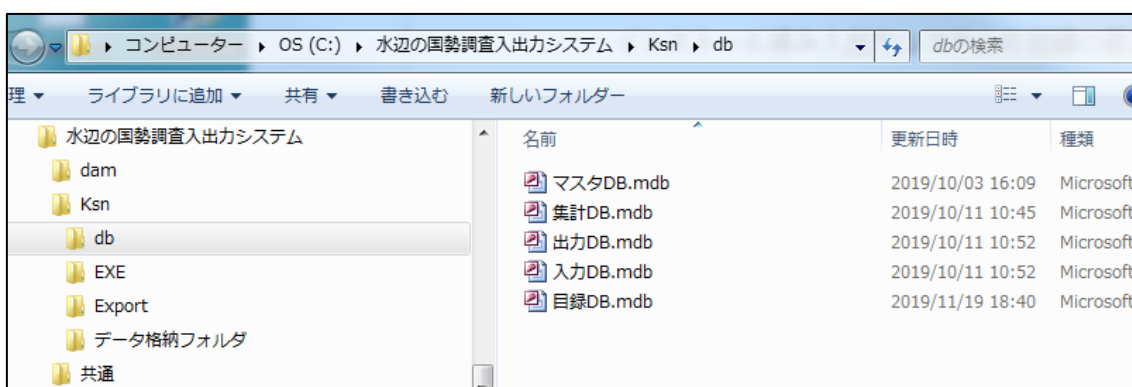 コンピューター ▸ OS (C:) ▸ 水辺の国勢調査入出力システム ▸ Ksn ▸ db
dbの検索
理 ▼ ライブラリに追加 ▼ 共有 ▼ 書き込む 新しいフォルダー
水辺の国勢調査入出力システム
dam
Ksn
db
EXE
Export
データ格納フォルダ
共通
名前 更新日時 種類
マスタDB.mdb 2019/10/03 16:09 Microsoft
集計DB.mdb 2019/10/11 10:45 Microsoft
出力DB.mdb 2019/10/11 10:52 Microsoft
入力DB.mdb 2019/10/11 10:52 Microsoft
目録DB.mdb 2019/11/19 18:40 Microsoft